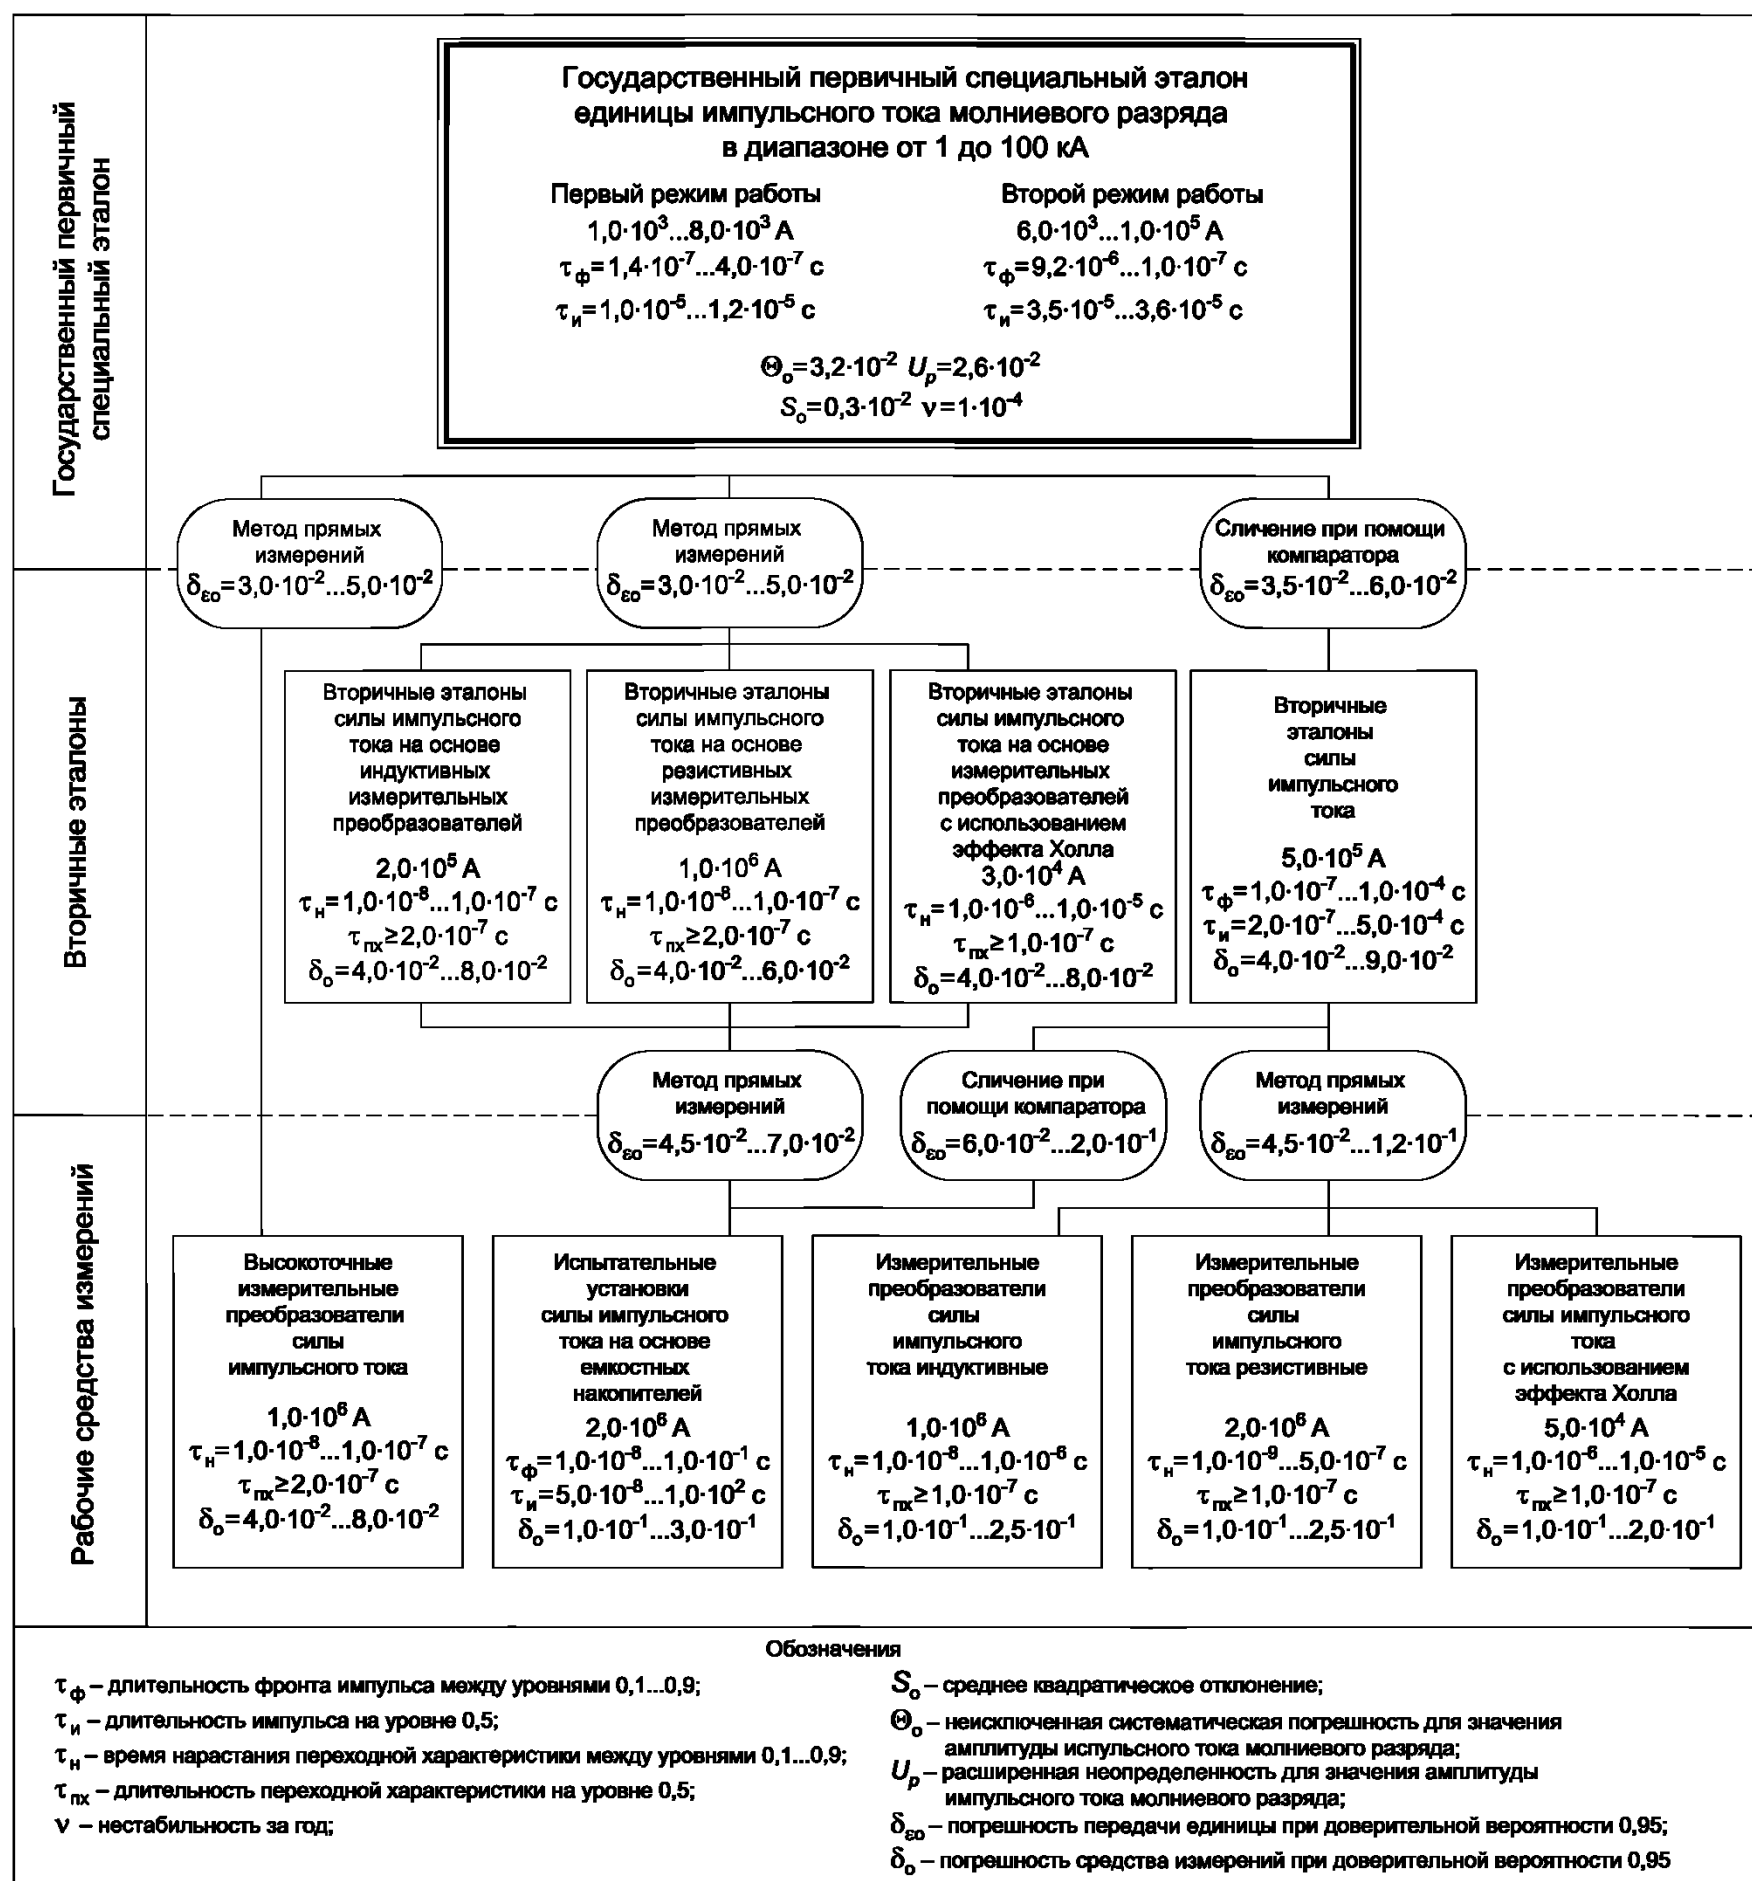 Государственный первичный
специальный эталон
Государственный первичный специальный эталон
единицы импульсного тока молниевого разряда
в диапазоне от 1 до 100 кА
Первый режим работы
1,0·10³...8,0·10³ А
τф=1,4·10⁻⁷...4,0·10⁻⁷ с
τи=1,0·10⁻⁵...1,2·10⁻⁵ с
Второй режим работы
6,0·10³...1,0·10⁵ А
τф=9,2·10⁻⁶...1,0·10⁻⁷ с
τи=3,5·10⁻⁵...3,6·10⁻⁵ с
Θо=3,2·10⁻² Uр=2,6·10⁻²
Sо=0,3·10⁻² ν=1·10⁻⁴
Метод прямых
измерений
δεо=3,0·10⁻²...5,0·10⁻²
Метод прямых
измерений
δεо=3,0·10⁻²...5,0·10⁻²
Сличение при помощи
компаратора
δεо=3,5·10⁻²...6,0·10⁻²
Вторичные эталоны
Вторичные эталоны
силы импульсного
тока на основе
индуктивных
измерительных
преобразователей
2,0·10⁵ А
τн=1,0·10⁻⁸...1,0·10⁻⁷ с
τпх≥2,0·10⁻⁷ с
δо=4,0·10⁻²...8,0·10⁻²
Вторичные эталоны
силы импульсного
тока на основе
резистивных
измерительных
преобразователей
1,0·10⁶ А
τн=1,0·10⁻⁸...1,0·10⁻⁷ с
τпх≥2,0·10⁻⁷ с
δо=4,0·10⁻²...6,0·10⁻²
Вторичные эталоны
силы импульсного
тока на основе
измерительных
преобразователей
с использованием
эффекта Холла
3,0·10⁴ А
τн=1,0·10⁻⁶...1,0·10⁻⁵ с
τпх≥1,0·10⁻⁷ с
δо=4,0·10⁻²...8,0·10⁻²
Вторичные
эталоны
силы
импульсного
тока
5,0·10⁵ А
τф=1,0·10⁻⁷...1,0·10⁻⁴ с
τи=2,0·10⁻⁷...5,0·10⁻⁴ с
δо=4,0·10⁻²...9,0·10⁻²
Метод прямых
измерений
δεо=4,5·10⁻²...7,0·10⁻²
Сличение при
помощи компаратора
δεо=6,0·10⁻²...2,0·10⁻¹
Метод прямых
измерений
δεо=4,5·10⁻²...1,2·10⁻¹
Рабочие средства измерений
Высокоточные
измерительные
преобразователи
силы
импульсного тока
1,0·10⁶ А
τн=1,0·10⁻⁸...1,0·10⁻⁷ с
τпх≥2,0·10⁻⁷ с
δо=4,0·10⁻²...8,0·10⁻²
Испытательные
установки
силы импульсного
тока на основе
емкостных
накопителей
2,0·10⁶ А
τф=1,0·10⁻⁸...1,0·10⁻¹ с
τи=5,0·10⁻⁸...1,0·10² с
δо=1,0·10⁻¹...3,0·10⁻¹
Измерительные
преобразователи
силы
импульсного
тока индуктивные
1,0·10⁶ А
τн=1,0·10⁻⁸...1,0·10⁻⁶ с
τпх≥1,0·10⁻⁷ с
δо=1,0·10⁻¹...2,5·10⁻¹
Измерительные
преобразователи
силы
импульсного
тока резистивные
2,0·10⁶ А
τн=1,0·10⁻⁹...5,0·10⁻⁷ с
τпх≥1,0·10⁻⁷ с
δо=1,0·10⁻¹...2,5·10⁻¹
Измерительные
преобразователи
силы импульсного
тока
с использованием
эффекта Холла
5,0·10⁴ А
τн=1,0·10⁻⁶...1,0·10⁻⁵ с
τпх≥1,0·10⁻⁷ с
δо=1,0·10⁻¹...2,0·10⁻¹
Обозначения
τф – длительность фронта импульса между уровнями 0,1...0,9;
τи – длительность импульса на уровне 0,5;
τн – время нарастания переходной характеристики между уровнями 0,1...0,9;
τпх – длительность переходной характеристики на уровне 0,5;
ν – нестабильность за год;
Sо – среднее квадратическое отклонение;
Θо – неисключенная систематическая погрешность для значения
амплитуды испульсного тока молниевого разряда;
Uр – расширенная неопределенность для значения амплитуды
импульсного тока молниевого разряда;
δεо – погрешность передачи единицы при доверительной вероятности 0,95;
δо – погрешность средства измерений при доверительной вероятности 0,95